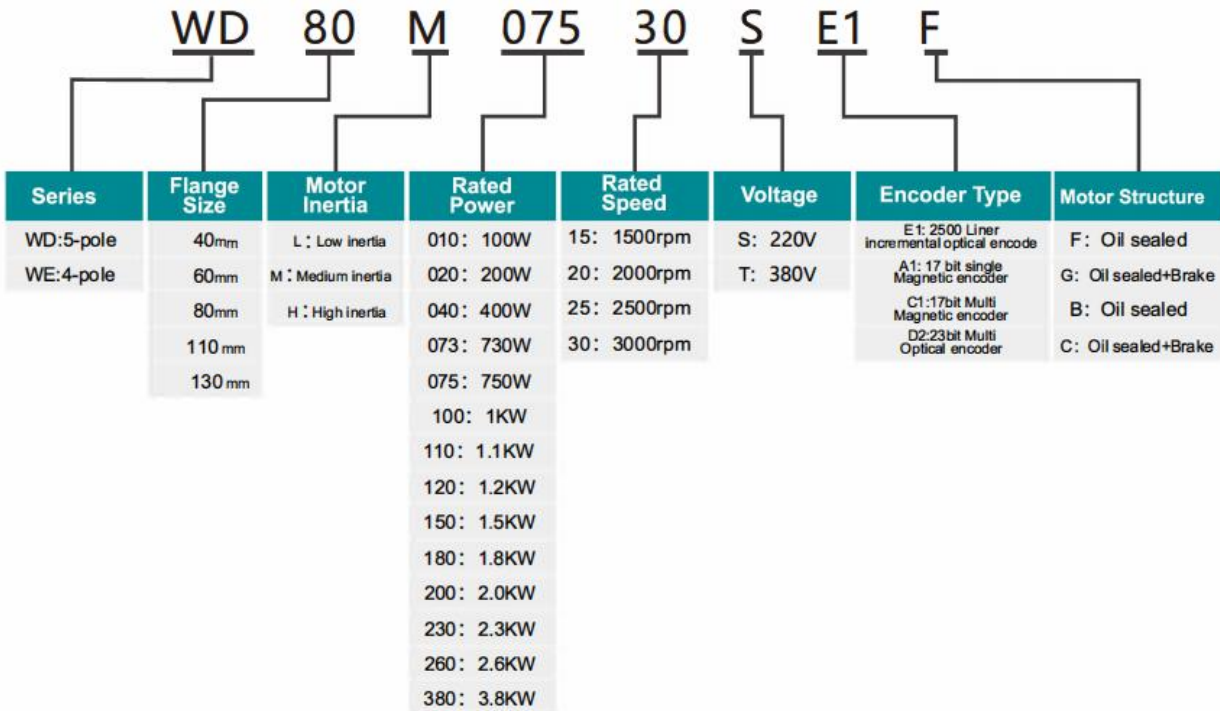 WD 80 M 075 30 S E1 F
Series
WD:5-pole
WE:4-pole
Flange
Size
40mm
60mm
80mm
110 mm
130 mm
Motor
Inertia
L : Low inertia
M : Medium inertia
H : High inertia
Rated
Power
010: 100W
020: 200W
040: 400W
073: 730W
075: 750W
100: 1KW
110: 1.1KW
120: 1.2KW
150: 1.5KW
180: 1.8KW
200: 2.0KW
230: 2.3KW
260: 2.6KW
380: 3.8KW
Rated
Speed
15: 1500rpm
20: 2000rpm
25: 2500rpm
30: 3000rpm
Voltage
S: 220V
T: 380V
Encoder Type
E1: 2500 Liner
incremental optical encode
A1: 17 bit single
Magnetic encoder
C1:17bit Multi
Magnetic encoder
D2:23bit Multi
Optical encoder
Motor Structure
F: Oil sealed
G: Oil sealed+Brake
B: Oil sealed
C: Oil sealed+Brake